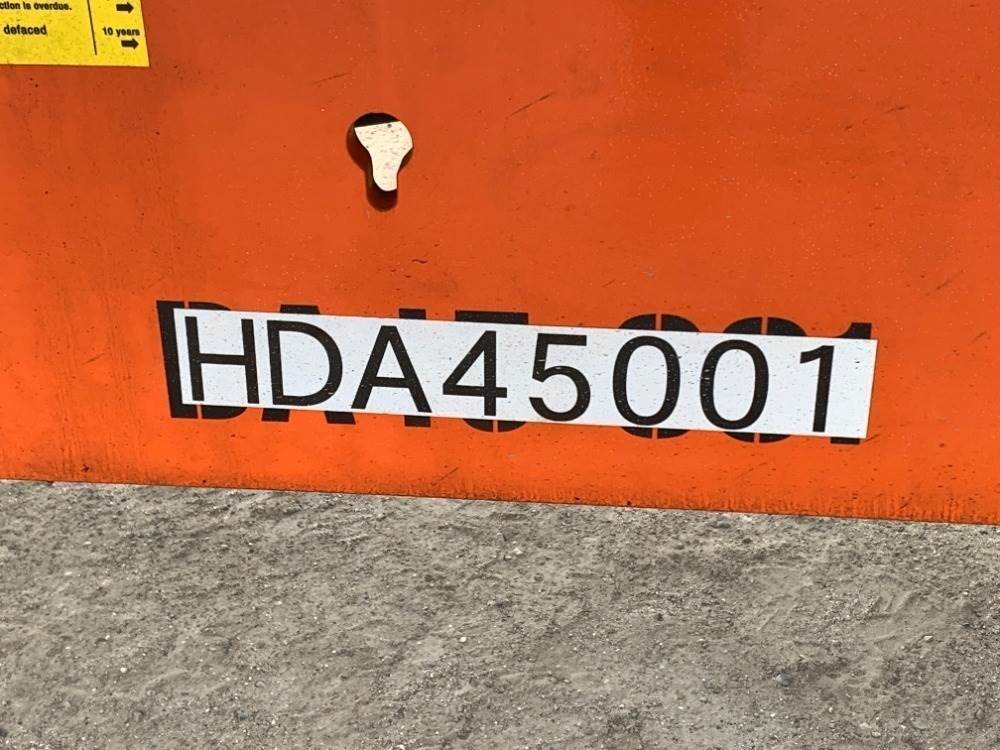 ction is overdue.
defaced
10 years
HDA45001